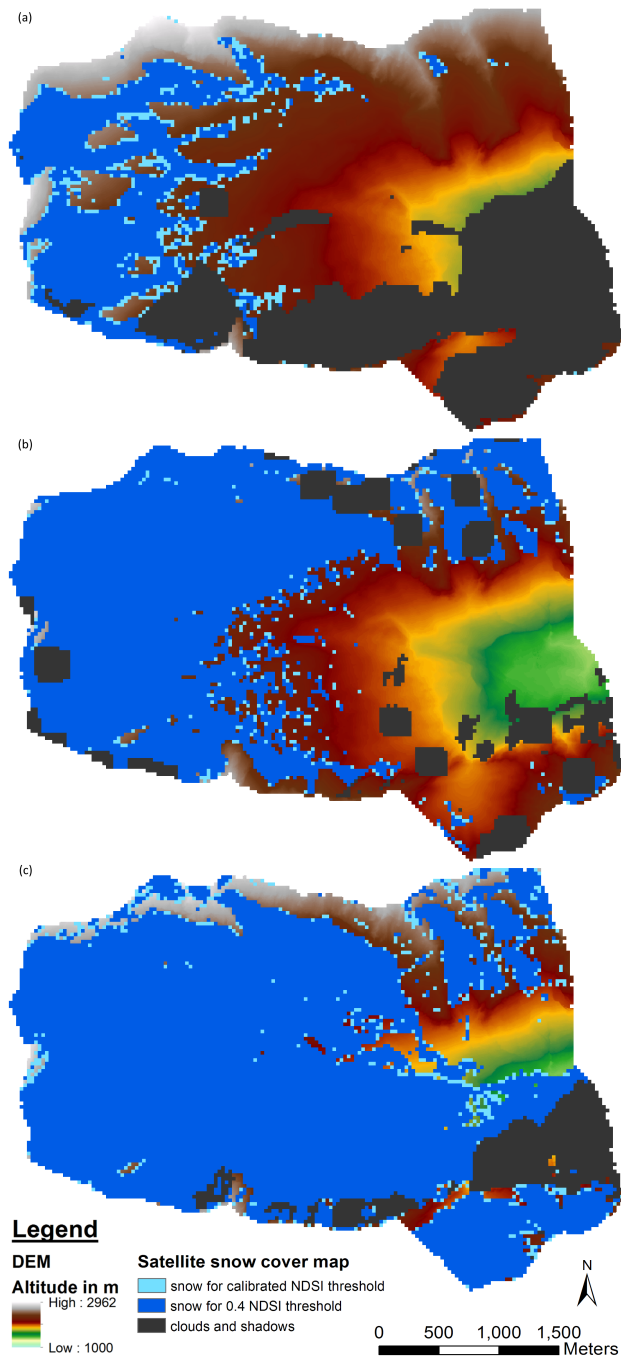 (a)
(b)
(c)
Legend
DEM
Altitude in m
High : 2962
Low : 1000
Satellite snow cover map
snow for calibrated NDSI threshold
snow for 0.4 NDSI threshold
clouds and shadows
N
0 500 1,000 1,500
Meters